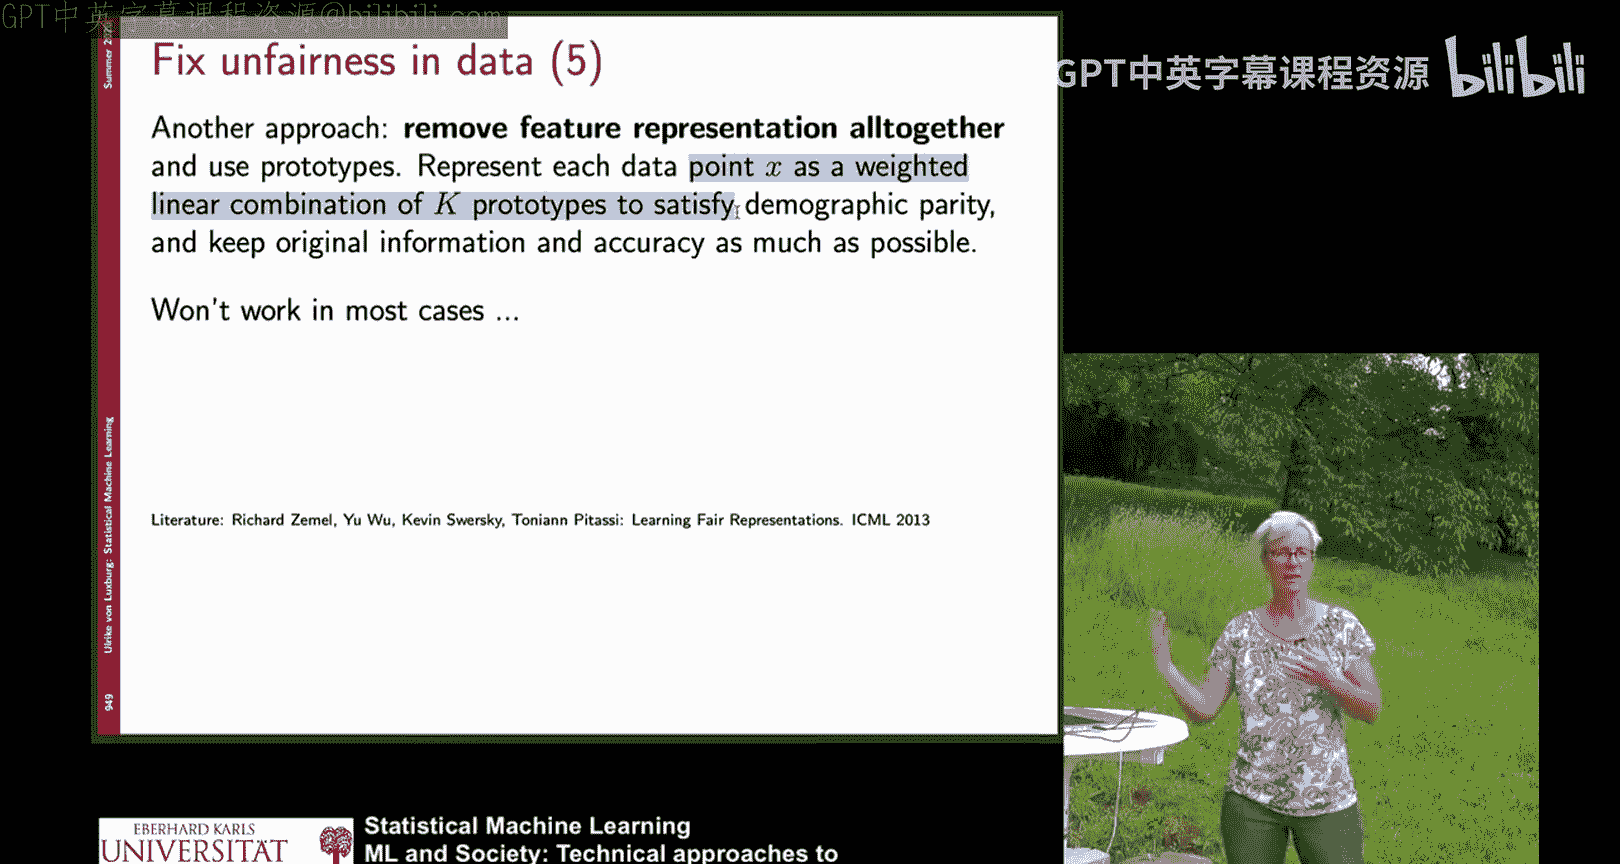 GPT中英字幕课程资源@bilibili.com
GPT中英字幕课程资源 bilibili
Fix unfairness in data (5)
Another approach: remove feature representation alltogether
and use prototypes. Represent each data point x as a weighted
linear combination of K prototypes to satisfy demographic parity,
and keep original information and accuracy as much as possible.
Won't work in most cases ...
Literature: Richard Zemel, Yu Wu, Kevin Swersky, Toniann Pitassi: Learning Fair Representations. ICML 2013
Summer
Ulrike von Luxburg: Statistical Machine Learning
949
EBERHARD KARLS
UNIVERSITÄT
Statistical Machine Learning
ML and Society: Technical approaches to